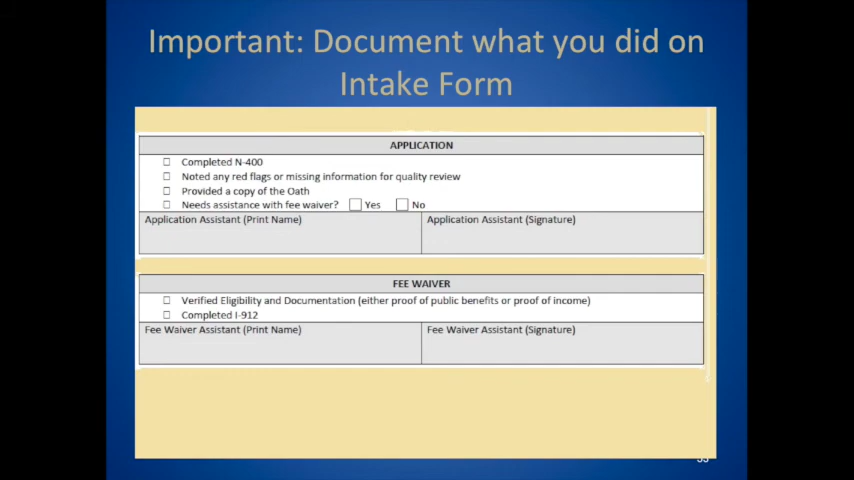 Important: Document what you did on
Intake Form
APPLICATION
Completed N-400
Noted any red flags or missing information for quality review
Provided a copy of the Oath
Needs assistance with fee waiver? Yes No
Application Assistant (Print Name) Application Assistant (Signature)
FEE WAIVER
Verified Eligibility and Documentation (either proof of public benefits or proof of income)
Completed I-912
Fee Waiver Assistant (Print Name) Fee Waiver Assistant (Signature)